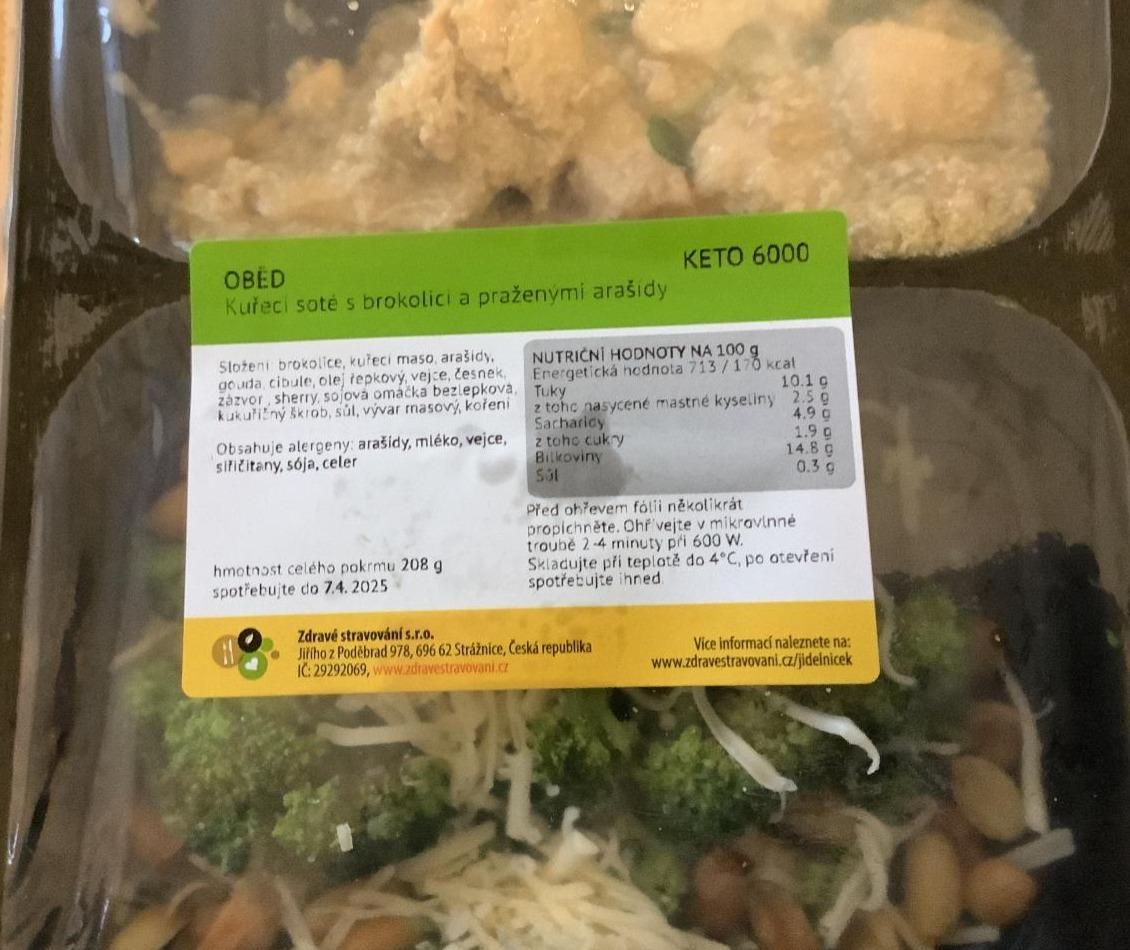 OBĚD
KETO 6000
Kuřecí soté s brokolicí a praženými arašídy
Složení: brokolice, kuřecí maso, arašídy,
gouda, cibule, olej řepkový, vejce, česnek,
zázvor, sherry, sojová omáčka bezlepková,
kukuřičný škrob, sůl, vývar masový, koření
Obsahuje alergeny: arašídy, mléko, vejce,
siřičitany, sója, celer
hmotnost celého pokrmu 208 g
spotřebujte do 7.4. 2025
NUTRIČNÍ HODNOTY NA 100 g
Energetická hodnota 713 / 170 kcal
Tuky 10.1 g
z toho nasycené mastné kyseliny 2.5 g
Sacharidy 4.9 g
z toho cukry 1.9 g
Bílkoviny 14.8 g
Sůl 0.3 g
Před ohřevem fólii několikrát
propíchněte. Ohřívejte v mikrovlnné
troubě 2-4 minuty při 600 W.
Skladujte při teplotě do 4°C, po otevření
spotřebujte ihned
Zdravé stravování s.r.o.
Jiřího z Poděbrad 978, 696 62 Strážnice, Česká republika
IČ: 29292069, www.zdravestravovani.cz
Více informací naleznete na:
www.zdravestravovani.cz/jidelnicek